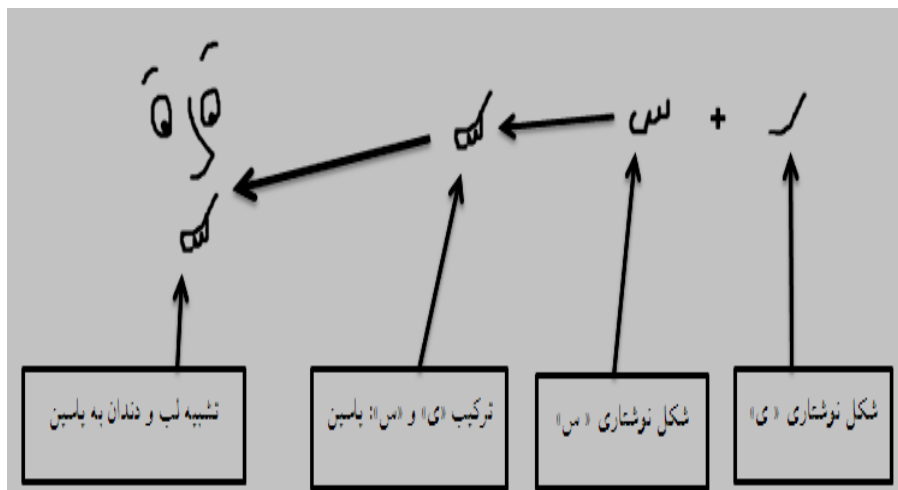 س + ﯾ
شکل نوشتاری « ی»
شکل نوشتاری « س»
ترکیب «ی» و «س»: یاسین
تشبیه لب و دندان به یاسین